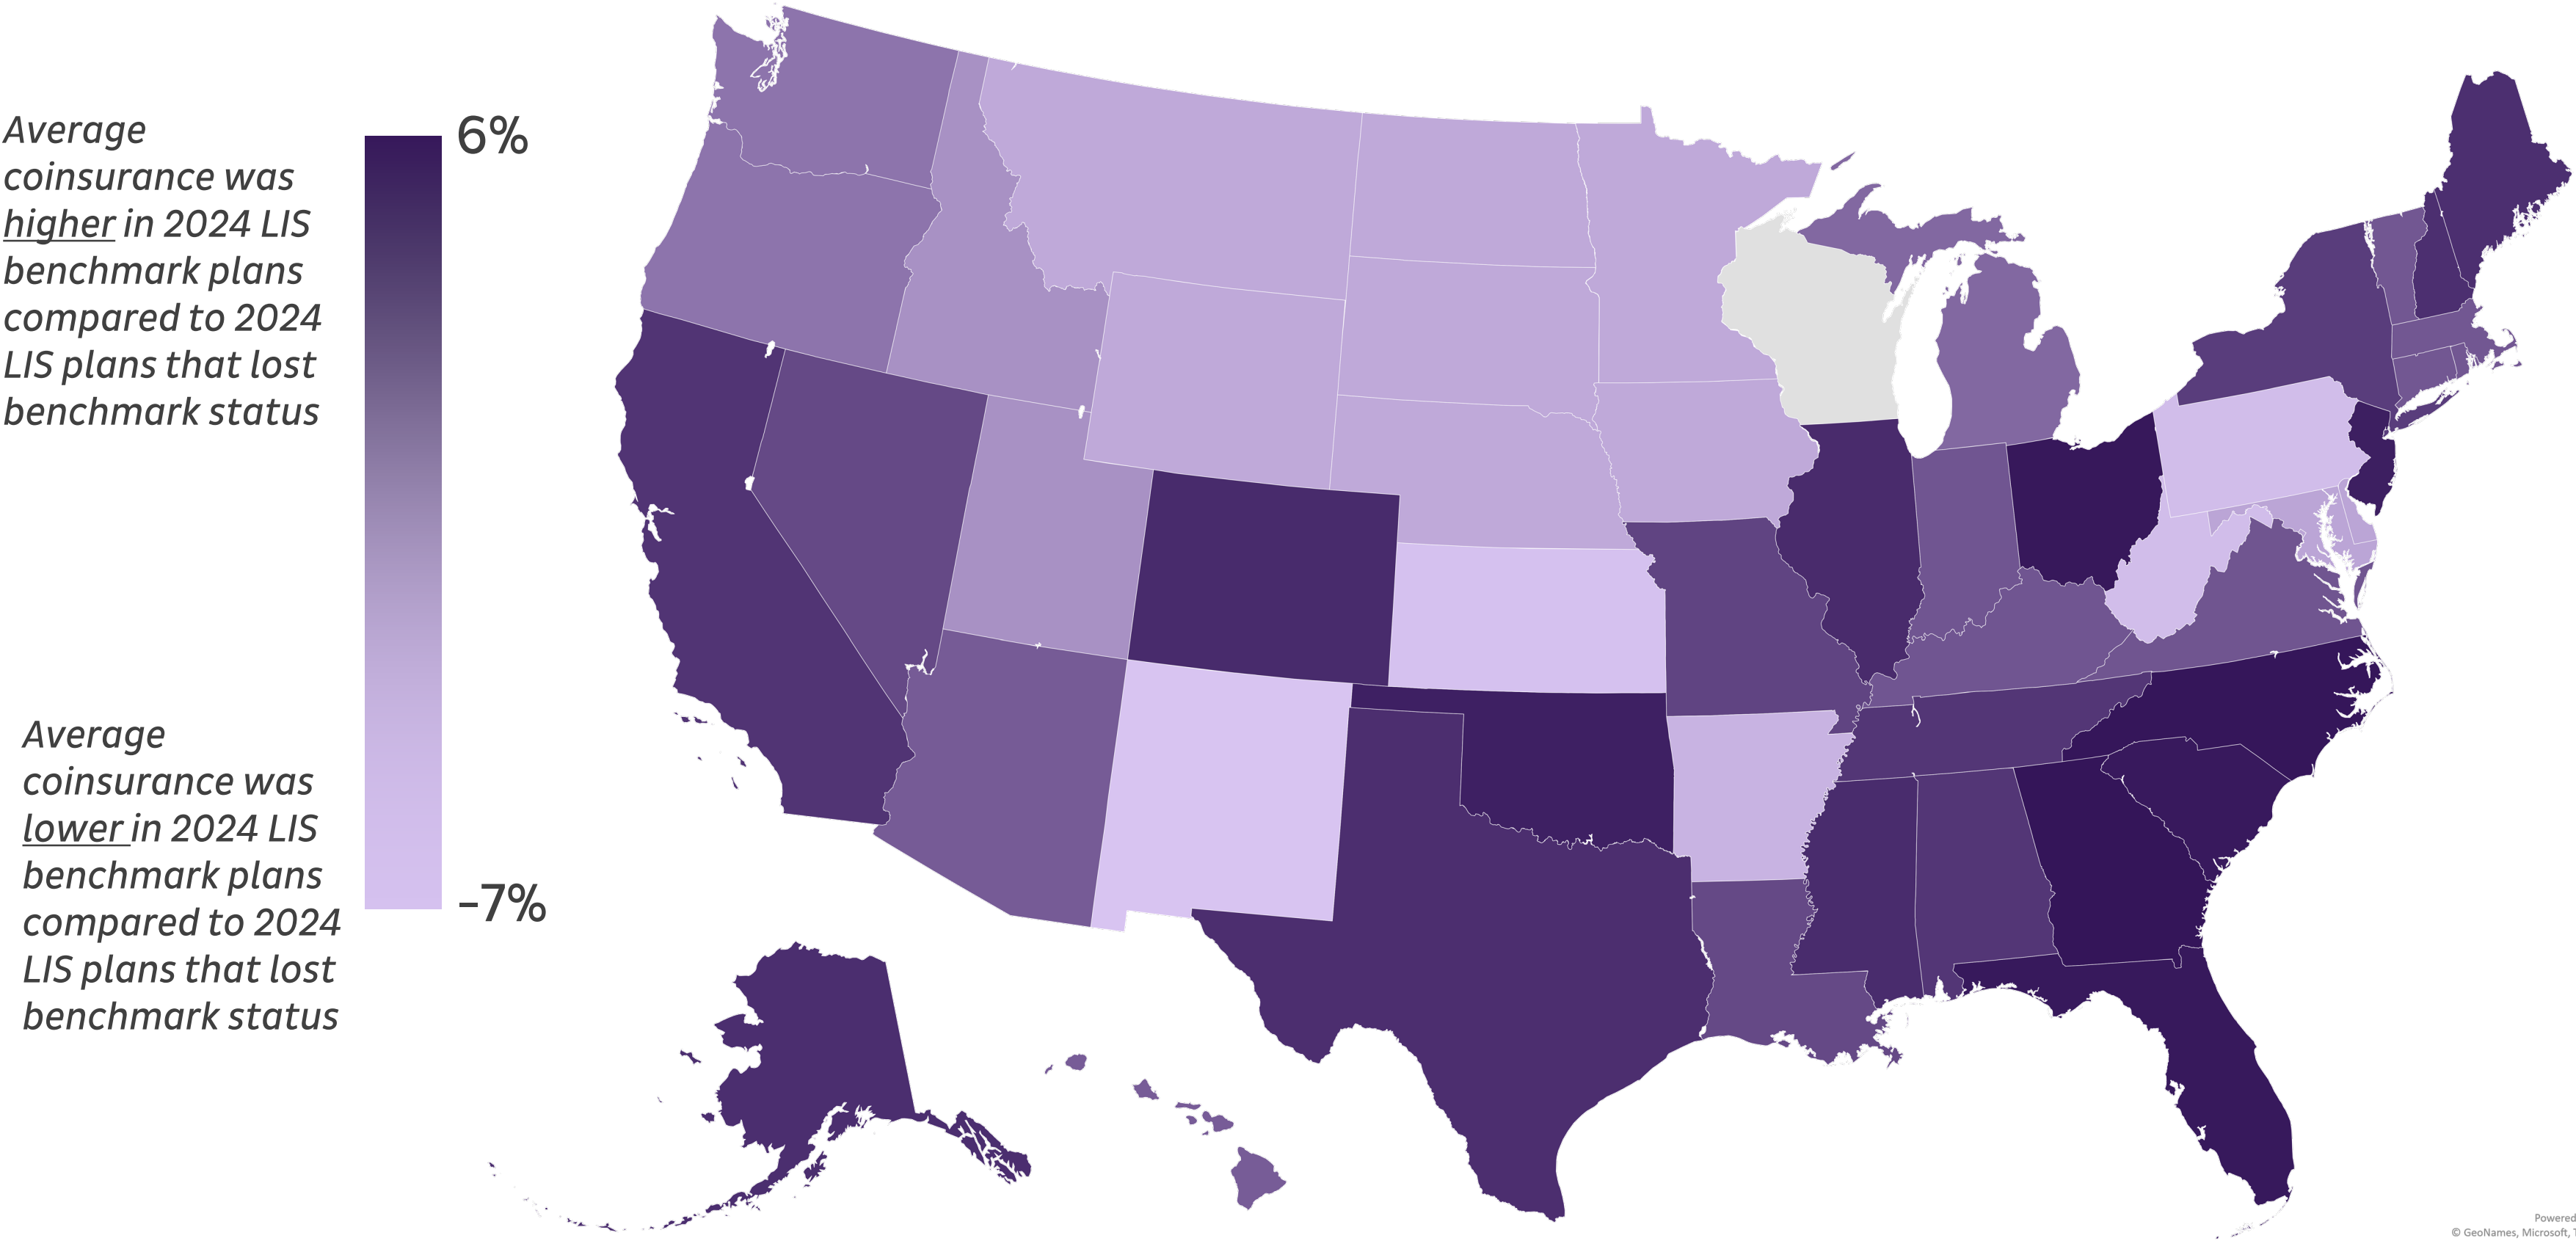 Average
coinsurance was
higher in 2024 LIS
benchmark plans
compared to 2024
LIS plans that lost
benchmark status
6%
Average
coinsurance was
lower in 2024 LIS
benchmark plans
compared to 2024
LIS plans that lost
benchmark status
-7%
Powered
© GeoNames, Microsoft, T